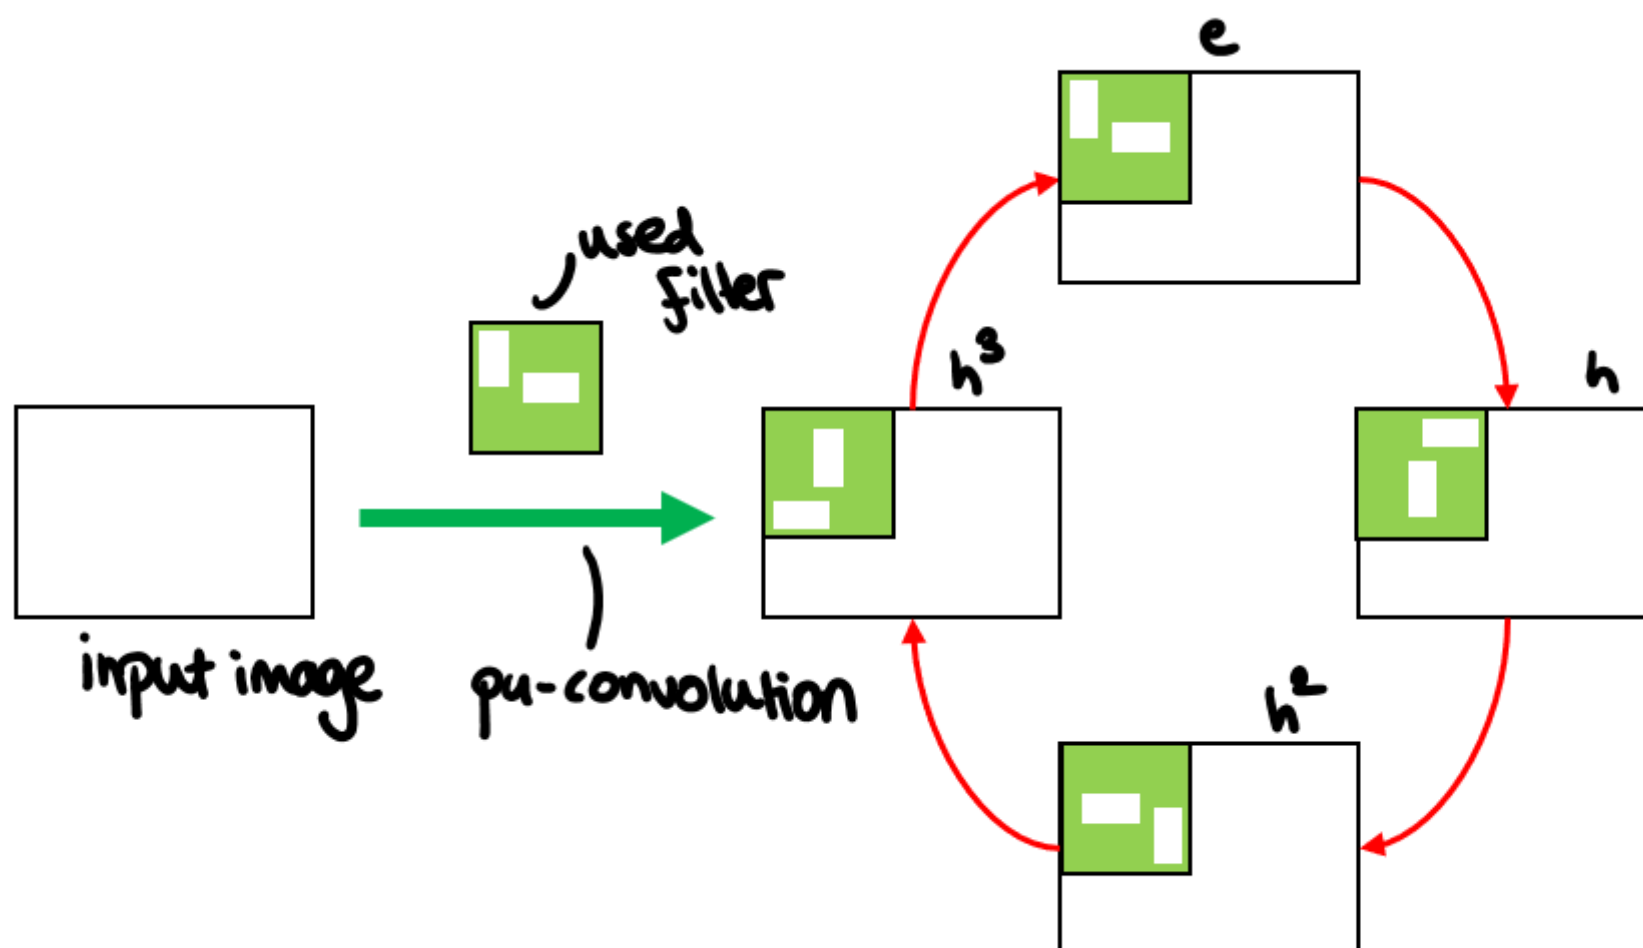 e
used
filter
h³
h
input image
pu-convolution
h²